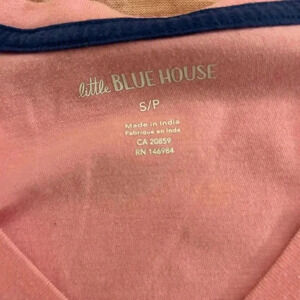 little BLUE HOUSE
S/P
Made in India
Fabriqué en Inde
CA 20859
RN 146984